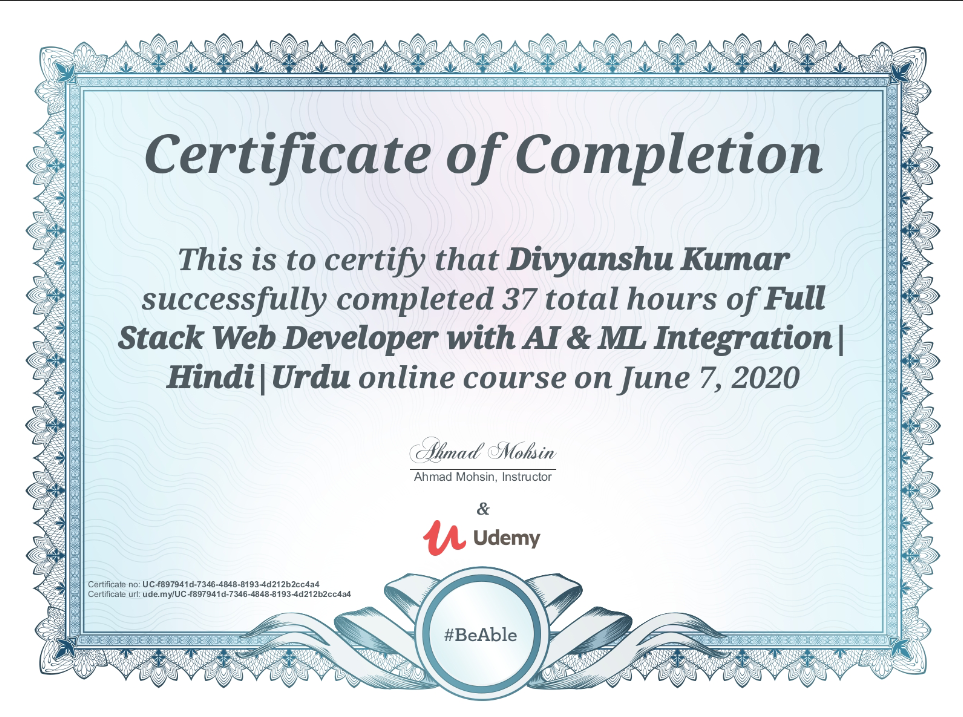 Certificate of Completion
This is to certify that Divyanshu Kumar
successfully completed 37 total hours of Full
Stack Web Developer with AI & ML Integration|
Hindi|Urdu online course on June 7, 2020
Ahmad Mohsin
Ahmad Mohsin, Instructor
&
Udemy
Certificate no: UC-f897941d-7346-4848-8193-4d212b2cc4a4
Certificate url: ude.my/UC-f897941d-7346-4848-8193-4d212b2cc4a4
#BeAble